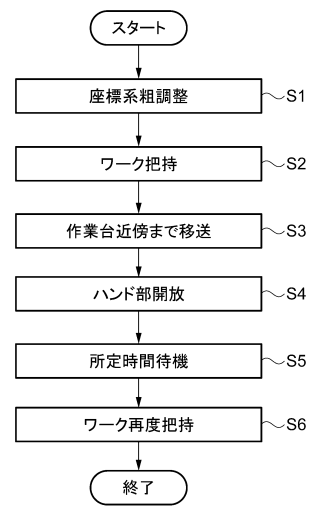 スタート
座標系粗調整 S1
ワーク把持 S2
作業台近傍まで移送 S3
ハンド部開放 S4
所定時間待機 S5
ワーク再度把持 S6
終了